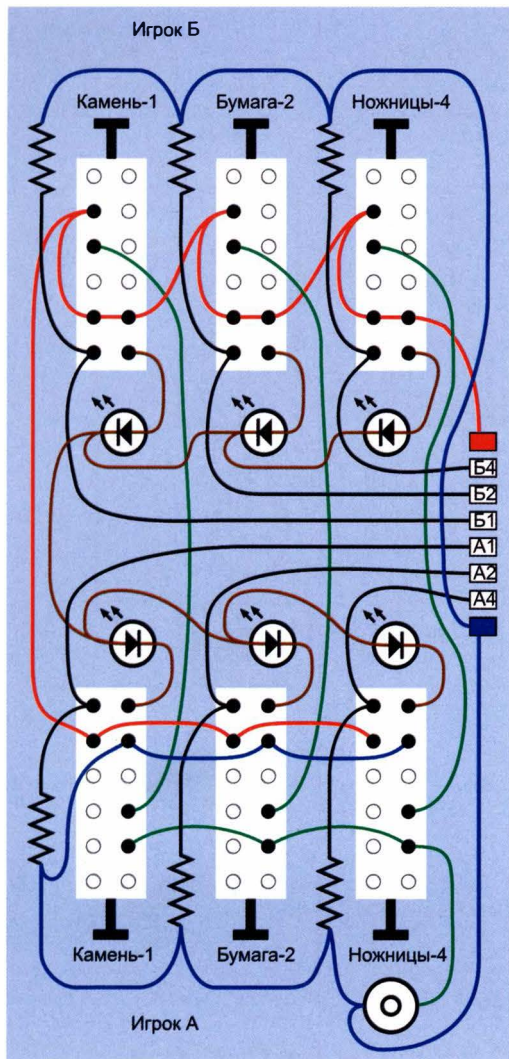 Игрок Б
Камень-1
Бумага-2
Ножницы-4
Б4
Б2
Б1
А1
А2
А4
Камень-1
Бумага-2
Ножницы-4
Игрок А